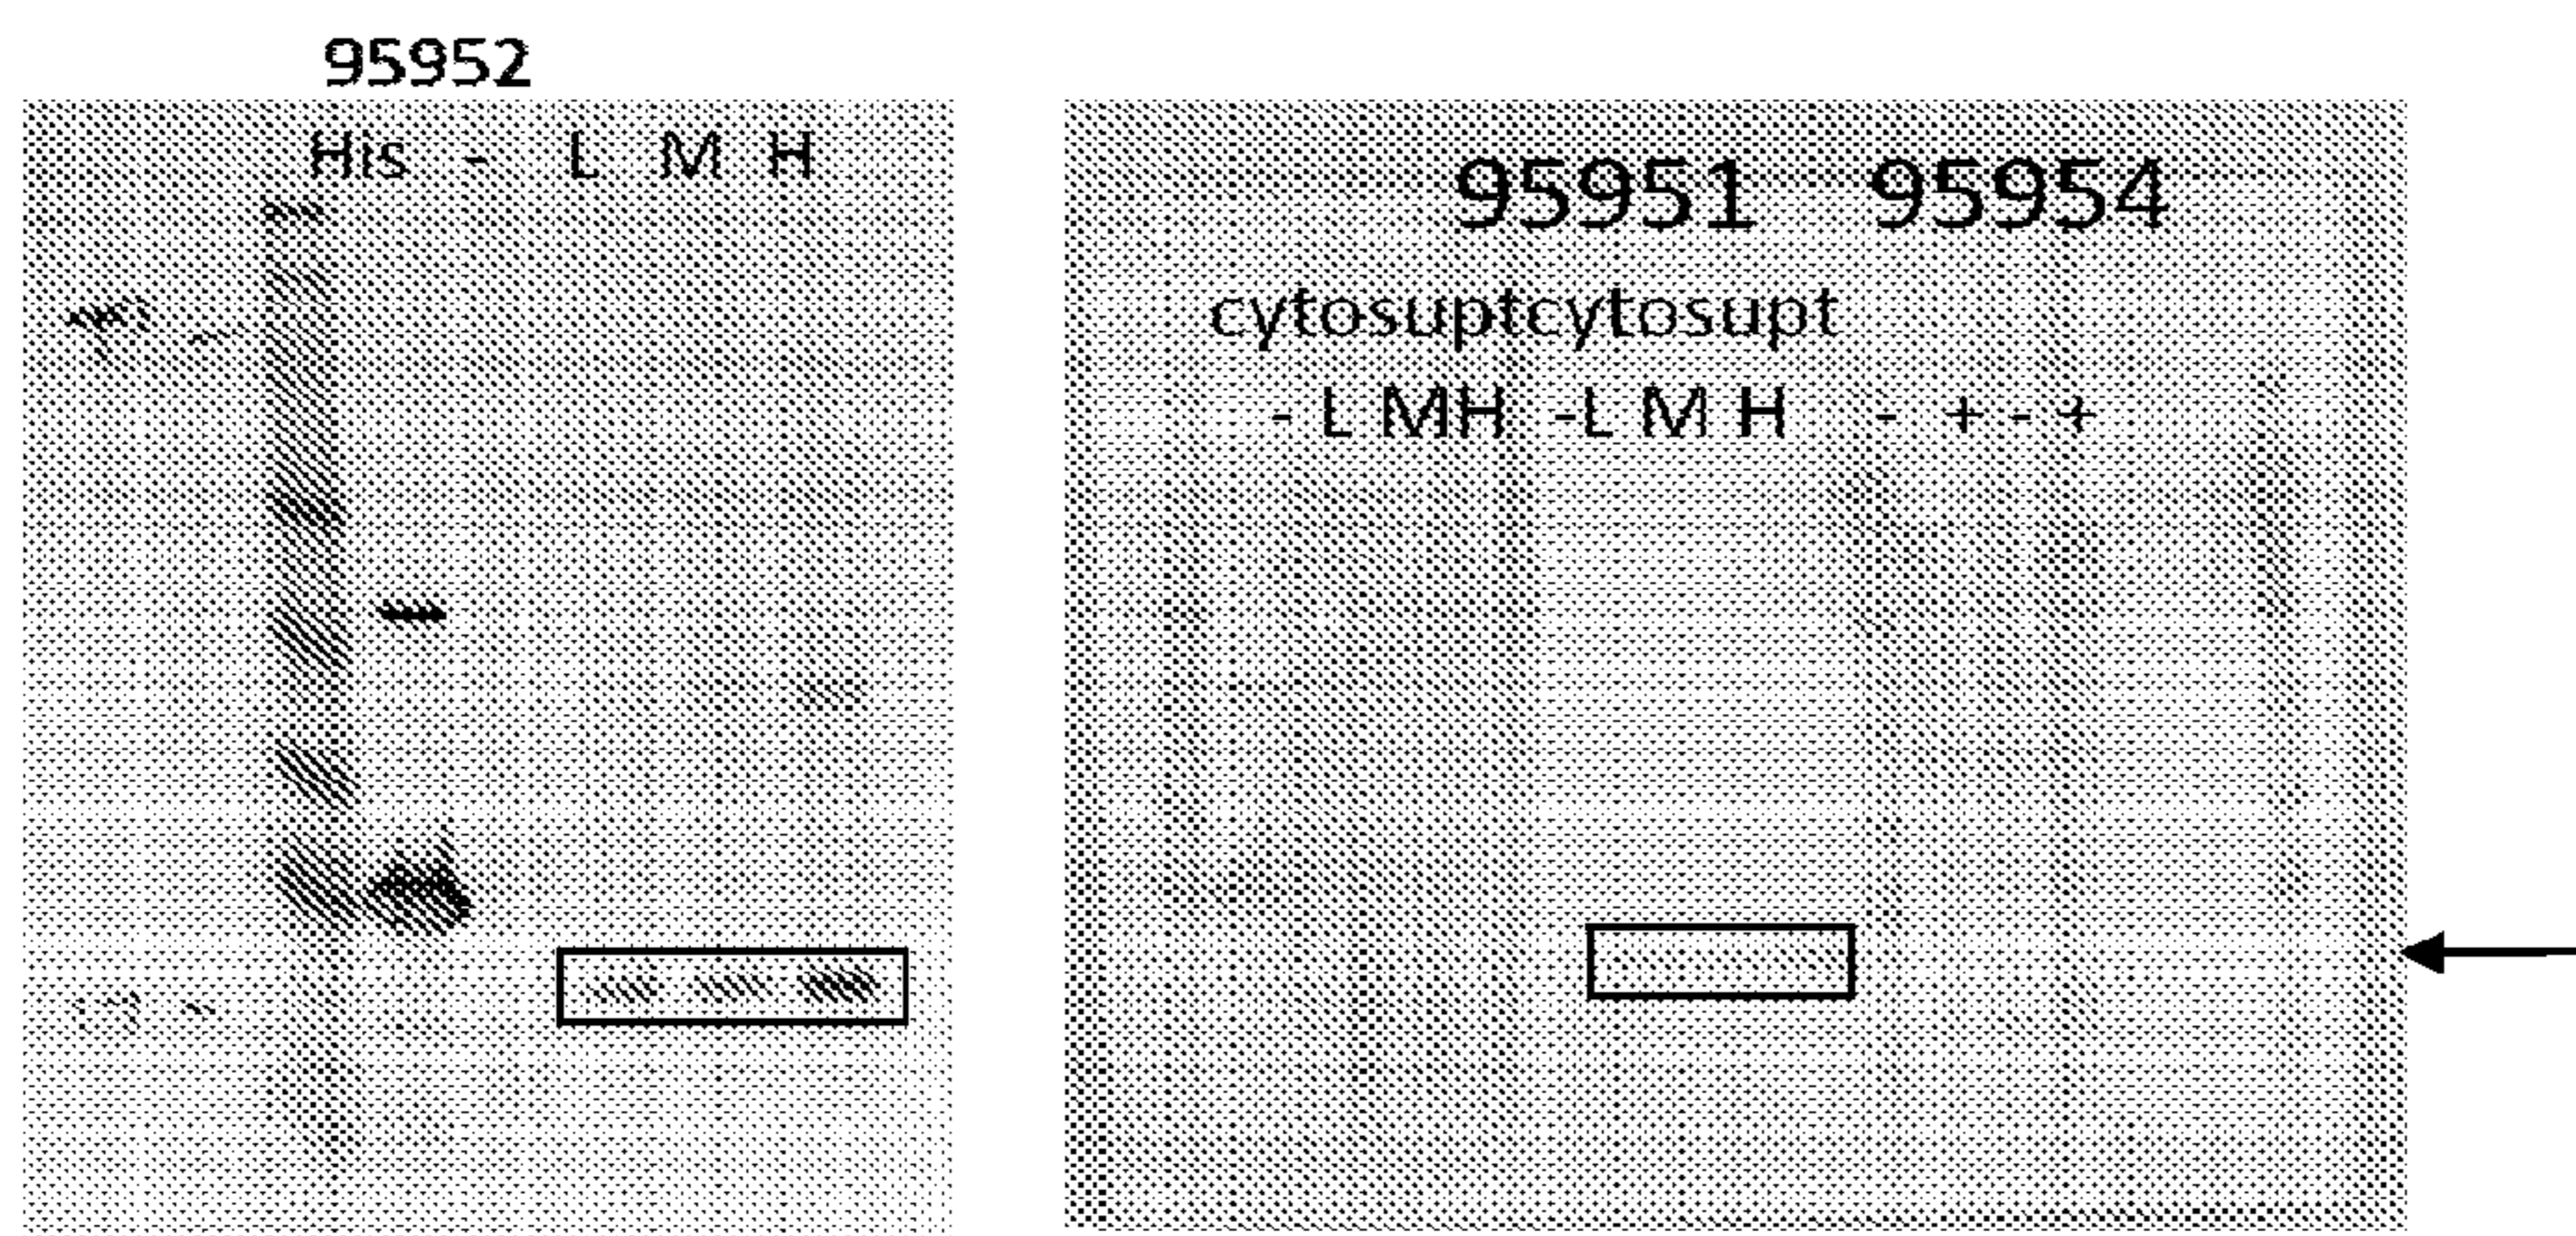 95952
His - L M H
95951 95954
cytosuptcytosupt
- L MH -L M H - + - +